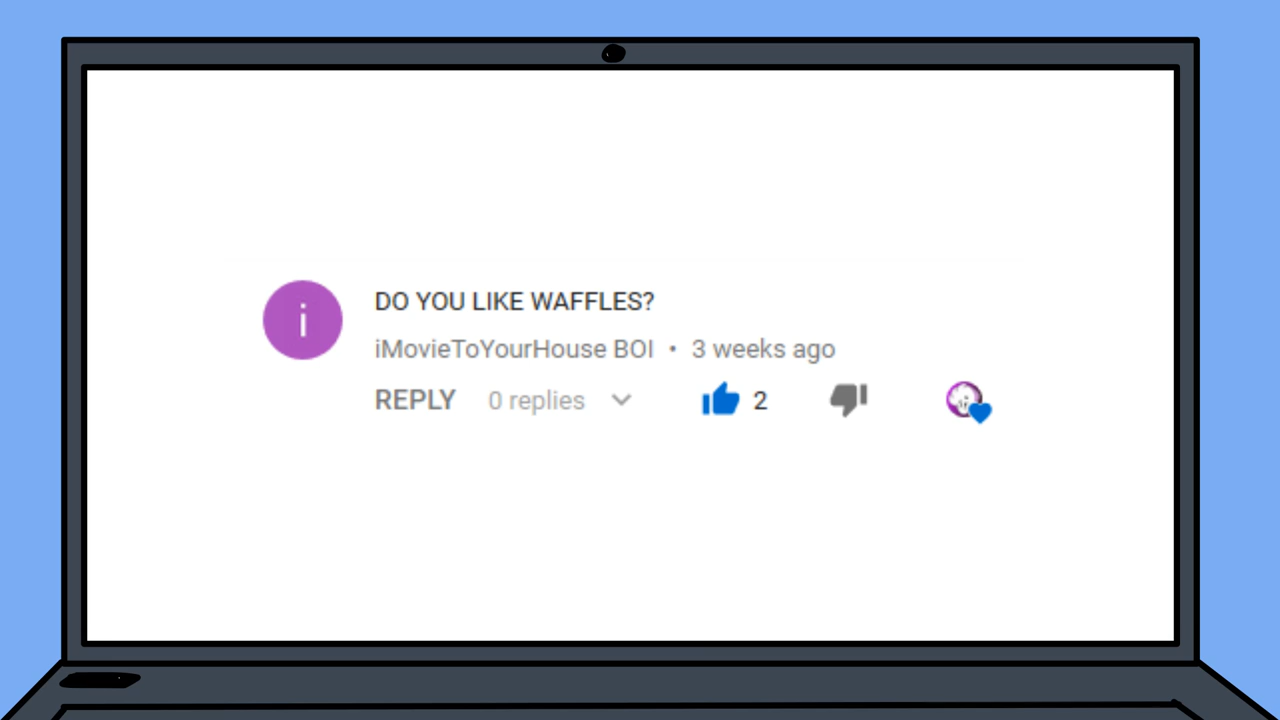 i
DO YOU LIKE WAFFLES?
iMovieToYourHouse BOI • 3 weeks ago
REPLY 0 replies 2